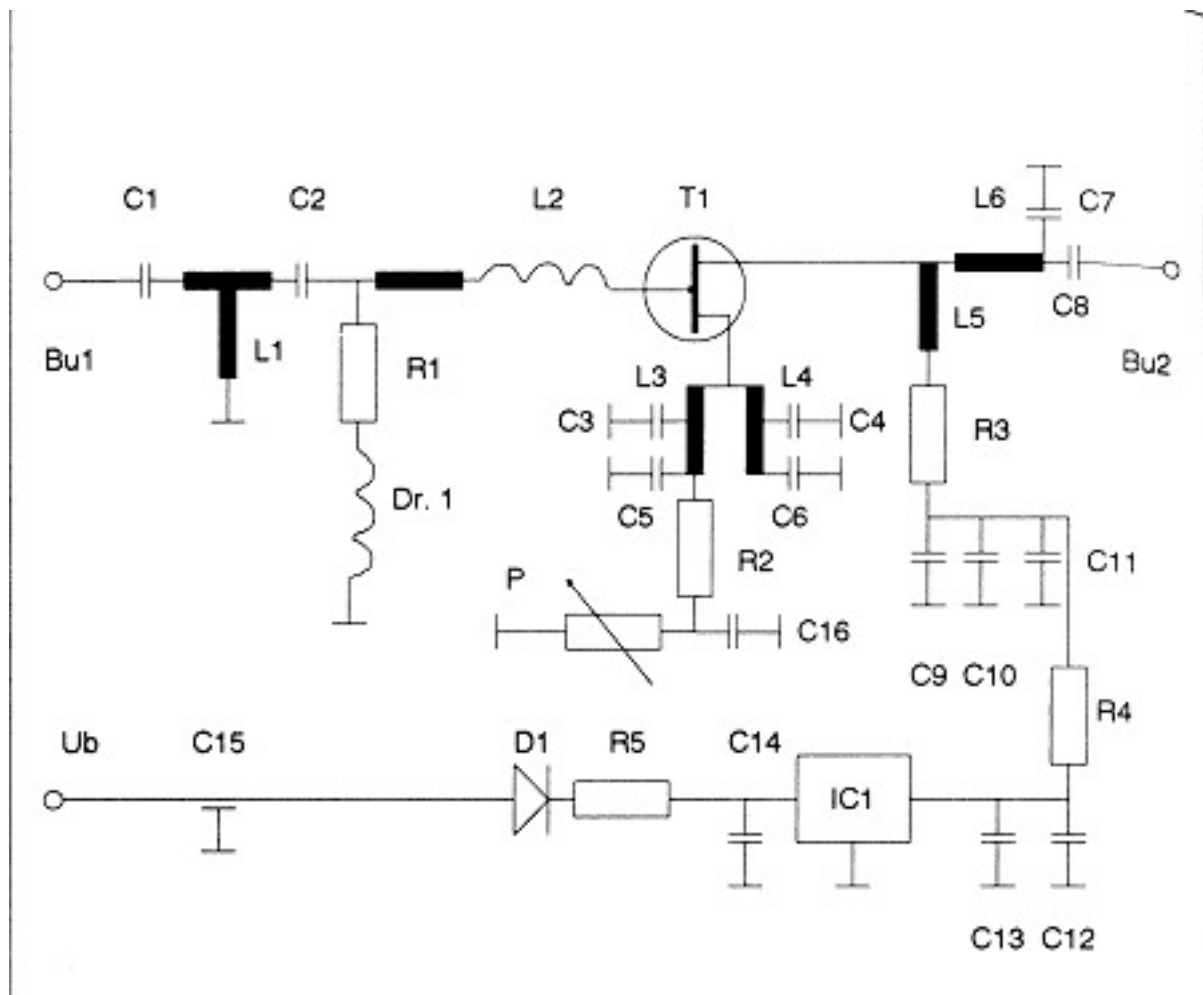 C1 C2 L2 T1 L6 C7
Bu1 L1 R1 L5 C8 Bu2
L3 L4
C3 C4 R3
Dr. 1 C5 C6
P R2 C11
C16
C9 C10
R4
Ub C15 D1 R5 C14
IC1
C13 C12